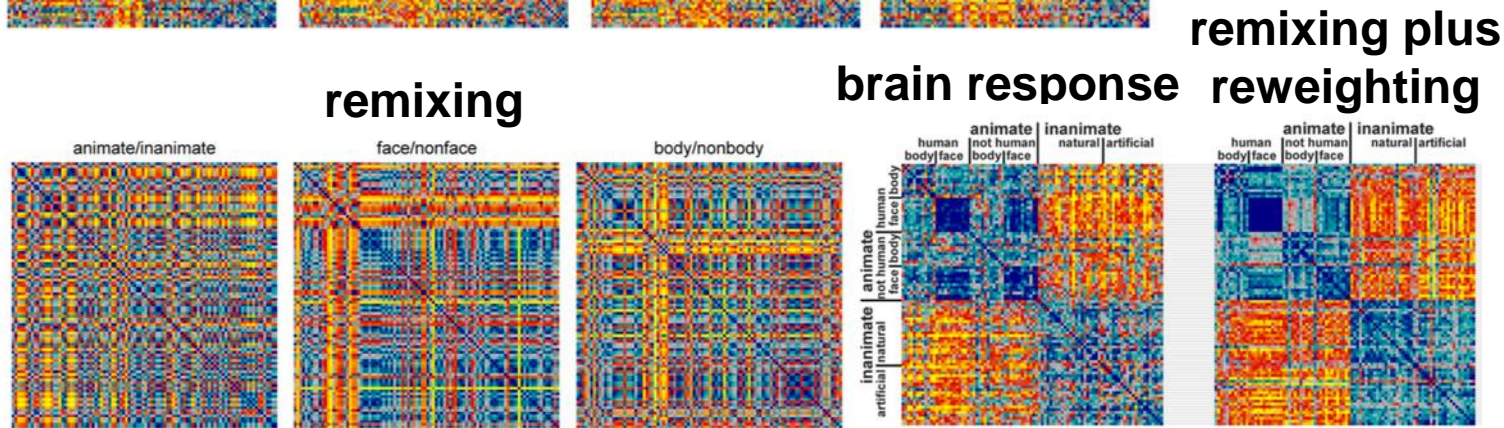 remixing plus
reweighting
brain response
remixing
animate/inanimate
face/nonface
body/nonbody
animate inanimate
human not human natural artificial
body face body face
animate inanimate
human not human natural artificial
body face body face
animate
human
body
face
not human
body
face
inanimate
natural
artificial